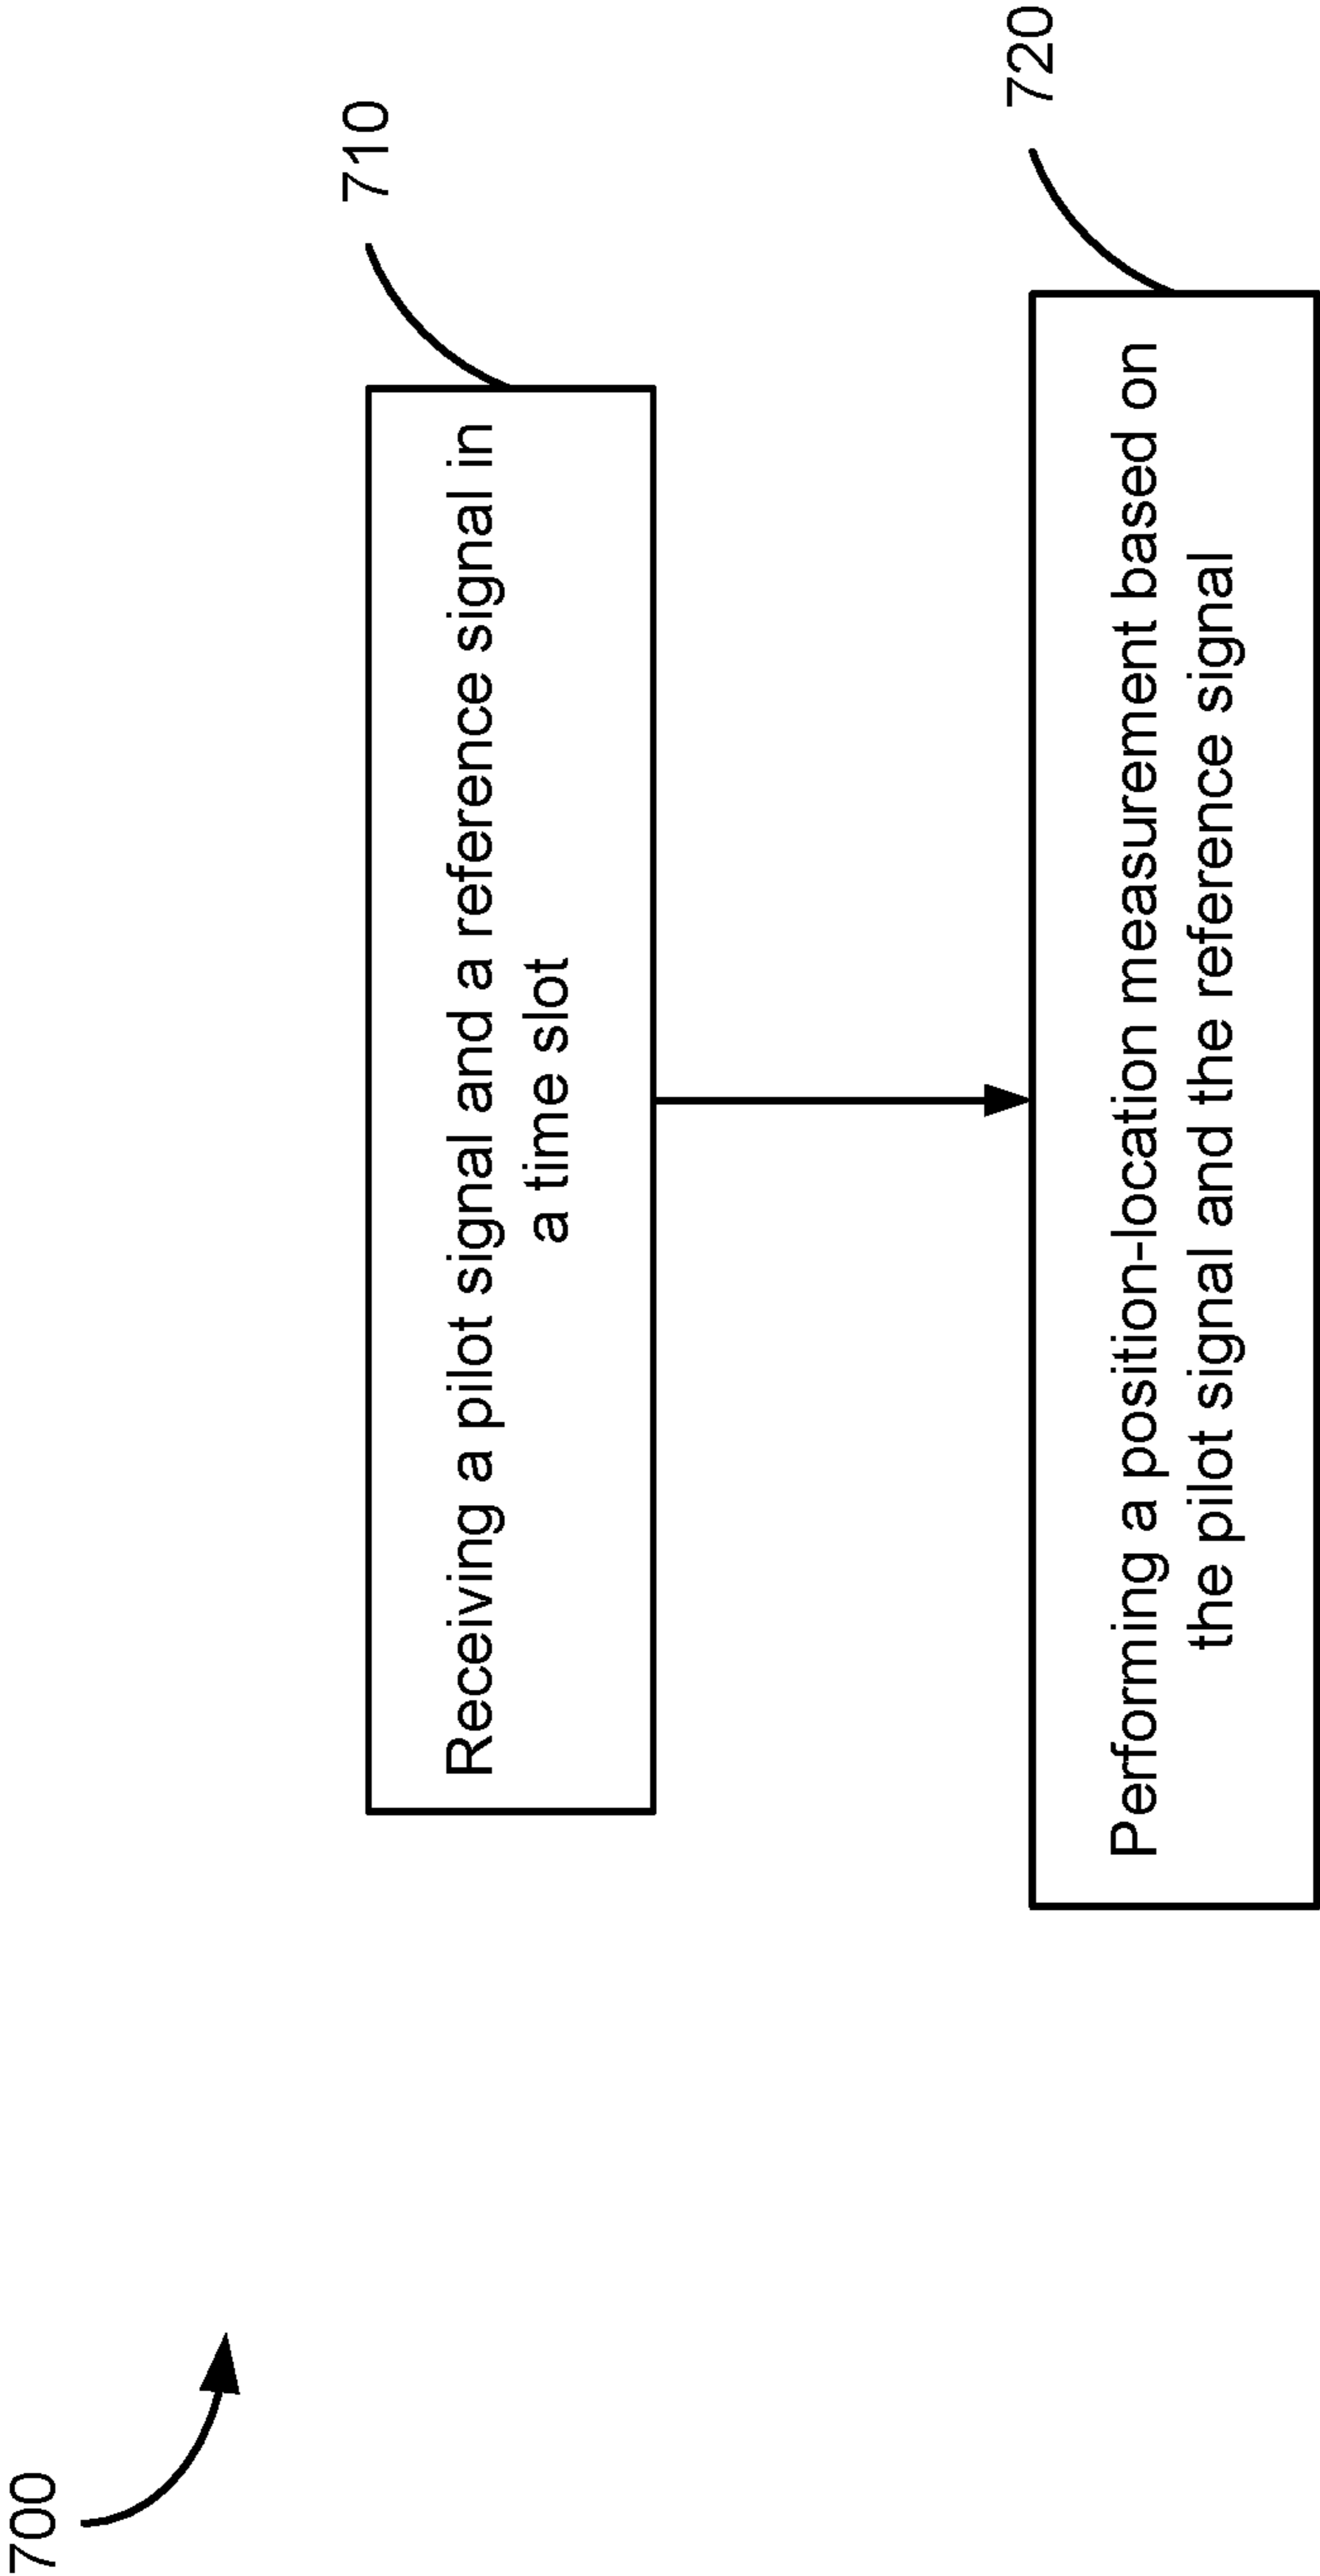 700
710
Receiving a pilot signal and a reference signal in
a time slot
720
Performing a position-location measurement based on
the pilot signal and the reference signal